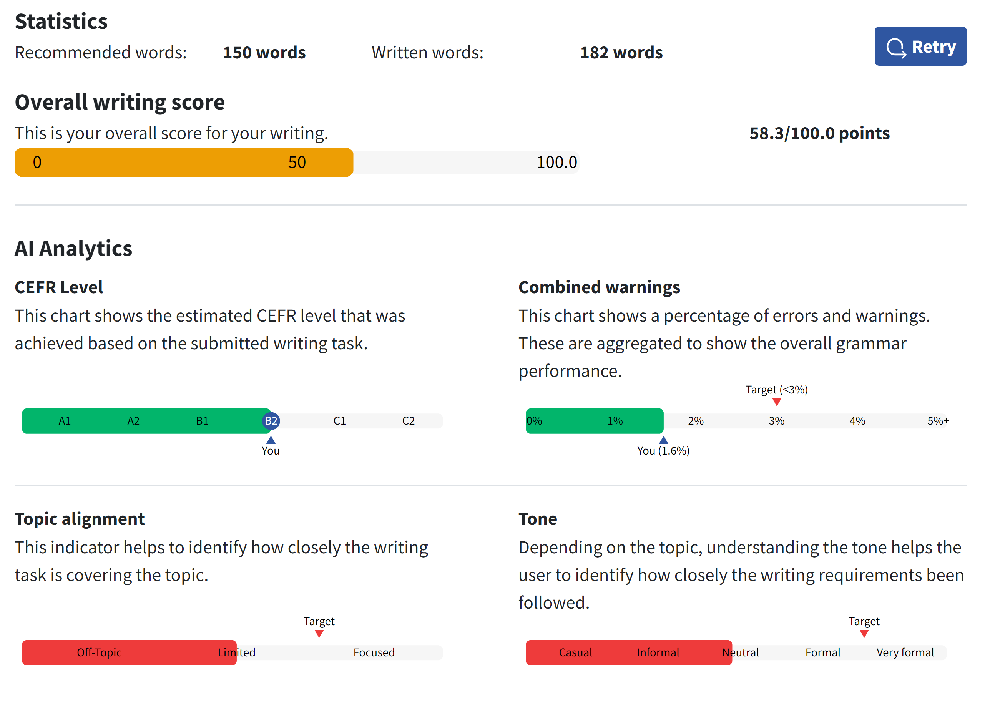 Statistics
Recommended words: 150 words Written words: 182 words
Retry
Overall writing score
This is your overall score for your writing. 58.3/100.0 points
0 50 100.0
AI Analytics
CEFR Level
This chart shows the estimated CEFR level that was
achieved based on the submitted writing task.
A1 A2 B1 B2 C1 C2
You
Combined warnings
This chart shows a percentage of errors and warnings.
These are aggregated to show the overall grammar
performance.
Target (<3%)
0% 1% 2% 3% 4% 5%+
You (1.6%)
Topic alignment
This indicator helps to identify how closely the writing
task is covering the topic.
Target
Off-Topic Limited Focused
Tone
Depending on the topic, understanding the tone helps the
user to identify how closely the writing requirements been
followed.
Target
Casual Informal Neutral Formal Very formal